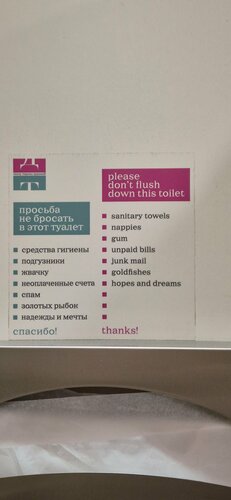 Д
Т
просьба
не бросать
в этот туалет
средства гигиены
подгузники
жвачку
неоплаченные счета
спам
золотых рыбок
надежды и мечты
спасибо!
please
don't flush
down this toilet
sanitary towels
nappies
gum
unpaid bills
junk mail
goldfishes
hopes and dreams
thanks!